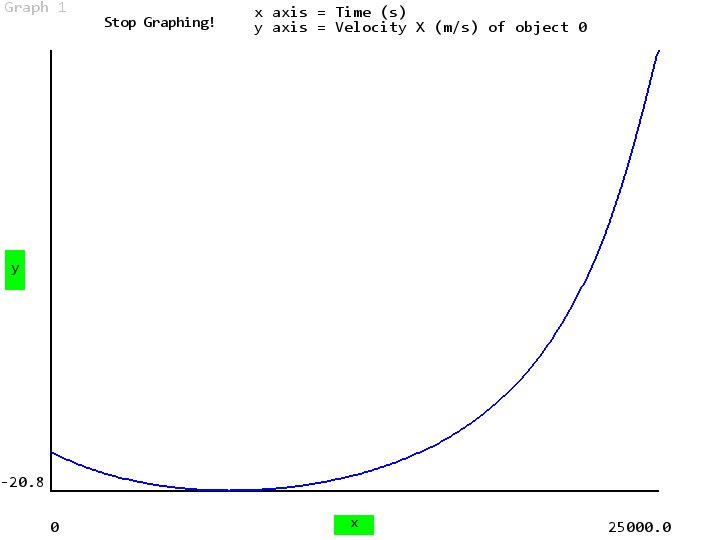 Graph 1
Stop Graphing!
x axis = Time (s)
y axis = Velocity X (m/s) of object 0
y
-20.8
0
x
25000.0